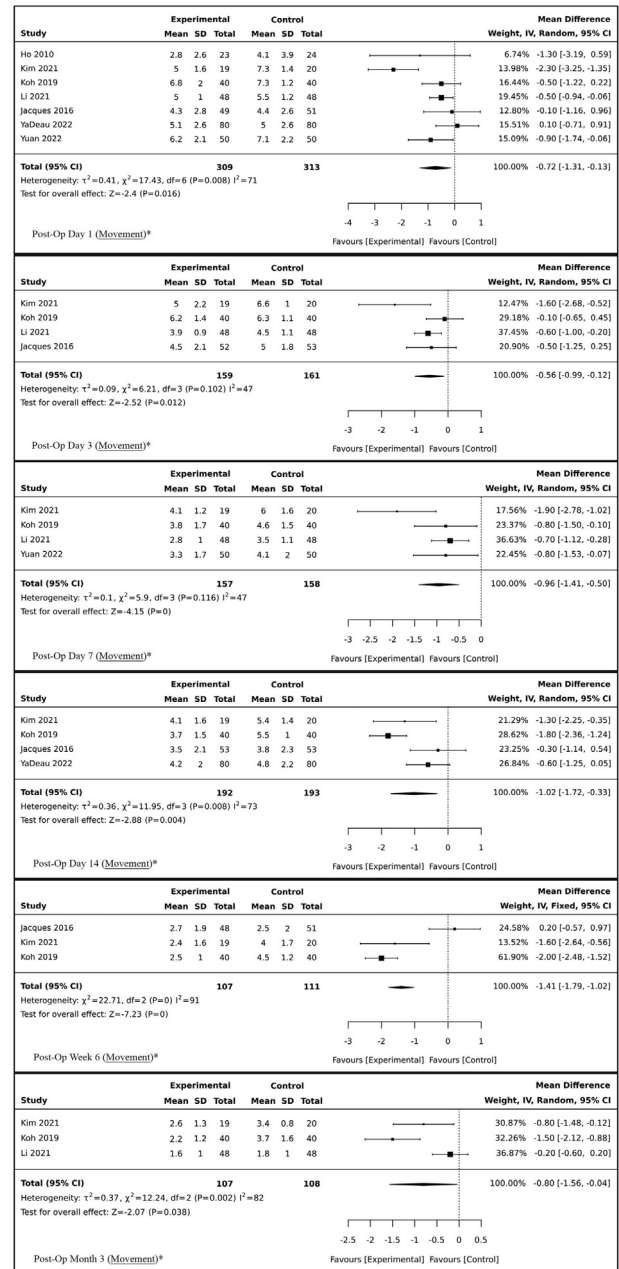 Experimental Control Mean Difference
Study Mean SD Total Mean SD Total Weight, IV, Random, 95% CI
Ho 2010 2.8 2.6 23 4.1 3.9 24 6.74% -1.30 (-3.19, 0.59)
Kim 2021 5 1.6 19 7.3 1.4 20 13.98% -2.30 (-3.25, -1.35)
Koh 2019 6.8 2 40 7.3 1.2 40 16.44% -0.50 (-1.22, 0.22)
Li 2021 5 1 48 5.5 1.2 48 19.45% -0.50 (-0.94, -0.06)
Jacques 2016 4.3 2.8 49 4.4 2.6 51 12.80% -0.10 (-1.16, 0.96)
YaDeau 2022 5.1 2.6 80 5 2.6 80 15.51% 0.10 (-0.71, 0.91)
Yuan 2022 6.2 2.1 50 7.1 2.2 50 15.09% -0.90 (-1.74, -0.06)
Total (95% CI) 309 313 100.00% -0.72 (-1.31, -0.13)
Heterogeneity: τ²=0.41, χ²=17.43, df=6 (P=0.008) I²=71
Test for overall effect: Z=-2.4 (P=0.016)
-4 -3 -2 -1 0 1
Post-Op Day 1 (Movement)*
Favours [Experimental] Favours [Control]
Experimental Control Mean Difference
Study Mean SD Total Mean SD Total Weight, IV, Random, 95% CI
Kim 2021 5 2.2 19 6.6 1 20 12.47% -1.60 (-2.68, -0.52)
Koh 2019 6.2 1.4 40 6.3 1.1 40 29.18% -0.10 (-0.65, 0.45)
Li 2021 3.9 0.9 48 4.5 1.1 48 37.45% -0.60 (-1.00, -0.20)
Jacques 2016 4.5 2.1 52 5 1.8 53 20.90% -0.50 (-1.25, 0.25)
Total (95% CI) 159 161 100.00% -0.56 (-0.99, -0.12)
Heterogeneity: τ²=0.09, χ²=6.21, df=3 (P=0.102) I²=47
Test for overall effect: Z=-2.52 (P=0.012)
-3 -2 -1 0 1
Post-Op Day 3 (Movement)*
Favours [Experimental] Favours [Control]
Experimental Control Mean Difference
Study Mean SD Total Mean SD Total Weight, IV, Random, 95% CI
Kim 2021 4.1 1.2 19 6 1.6 20 17.56% -1.90 (-2.78, -1.02)
Koh 2019 3.8 1.7 40 4.6 1.5 40 23.37% -0.80 (-1.50, -0.10)
Li 2021 2.8 1 48 3.5 1.1 48 36.63% -0.70 (-1.12, -0.28)
Yuan 2022 3.3 1.7 50 4.1 2 50 22.45% -0.80 (-1.53, -0.07)
Total (95% CI) 157 158 100.00% -0.96 (-1.41, -0.50)
Heterogeneity: τ²=0.1, χ²=5.9, df=3 (P=0.116) I²=47
Test for overall effect: Z=-4.15 (P=0)
-3 -2.5 -2 -1.5 -1 -0.5 0
Post-Op Day 7 (Movement)*
Favours [Experimental] Favours [Control]
Experimental Control Mean Difference
Study Mean SD Total Mean SD Total Weight, IV, Random, 95% CI
Kim 2021 4.1 1.6 19 5.4 1.4 20 21.29% -1.30 (-2.25, -0.35)
Koh 2019 3.7 1.5 40 5.5 1 40 28.62% -1.80 (-2.36, -1.24)
Jacques 2016 3.5 2.1 53 3.8 2.3 53 23.25% -0.30 (-1.14, 0.54)
YaDeau 2022 4.2 2 80 4.8 2.2 80 26.84% -0.60 (-1.25, 0.05)
Total (95% CI) 192 193 100.00% -1.02 (-1.72, -0.33)
Heterogeneity: τ²=0.36, χ²=11.95, df=3 (P=0.008) I²=73
Test for overall effect: Z=-2.88 (P=0.004)
-3 -2 -1 0 1
Post-Op Day 14 (Movement)*
Favours [Experimental] Favours [Control]
Experimental Control Mean Difference
Study Mean SD Total Mean SD Total Weight, IV, Fixed, 95% CI
Jacques 2016 2.7 1.9 48 2.5 2 51 24.58% 0.20 (-0.57, 0.97)
Kim 2021 2.4 1.6 19 4 1.7 20 13.52% -1.60 (-2.64, -0.56)
Koh 2019 2.5 1 40 4.5 1.2 40 61.90% -2.00 (-2.48, -1.52)
Total (95% CI) 107 111 100.00% -1.41 (-1.79, -1.02)
Heterogeneity: χ²=22.71, df=2 (P=0) I²=91
Test for overall effect: Z=-7.23 (P=0)
-3 -2 -1 0 1
Post-Op Week 6 (Movement)*
Favours [Experimental] Favours [Control]
Experimental Control Mean Difference
Study Mean SD Total Mean SD Total Weight, IV, Random, 95% CI
Kim 2021 2.6 1.3 19 3.4 0.8 20 30.87% -0.80 (-1.48, -0.12)
Koh 2019 2.2 1.2 40 3.7 1.6 40 32.26% -1.50 (-2.12, -0.88)
Li 2021 1.6 1 48 1.8 1 48 36.87% -0.20 (-0.60, 0.20)
Total (95% CI) 107 108 100.00% -0.80 (-1.56, -0.04)
Heterogeneity: τ²=0.37, χ²=12.24, df=2 (P=0.002) I²=82
Test for overall effect: Z=-2.07 (P=0.038)
-2.5 -2 -1.5 -1 -0.5 0 0.5
Post-Op Month 3 (Movement)*
Favours [Experimental] Favours [Control]